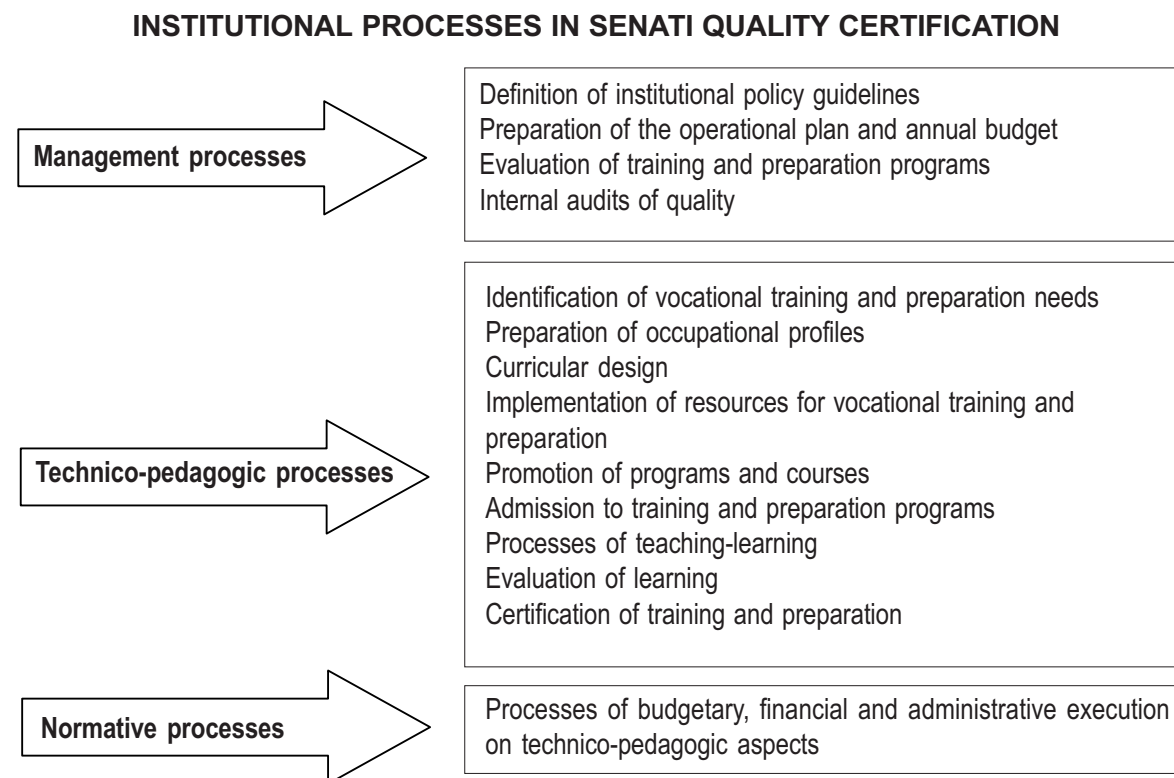 INSTITUTIONAL PROCESSES IN SENATI QUALITY CERTIFICATION
Management processes
Definition of institutional policy guidelines
Preparation of the operational plan and annual budget
Evaluation of training and preparation programs
Internal audits of quality
Technico-pedagogic processes
Identification of vocational training and preparation needs
Preparation of occupational profiles
Curricular design
Implementation of resources for vocational training and
preparation
Promotion of programs and courses
Admission to training and preparation programs
Processes of teaching-learning
Evaluation of learning
Certification of training and preparation
Normative processes
Processes of budgetary, financial and administrative execution
on technico-pedagogic aspects